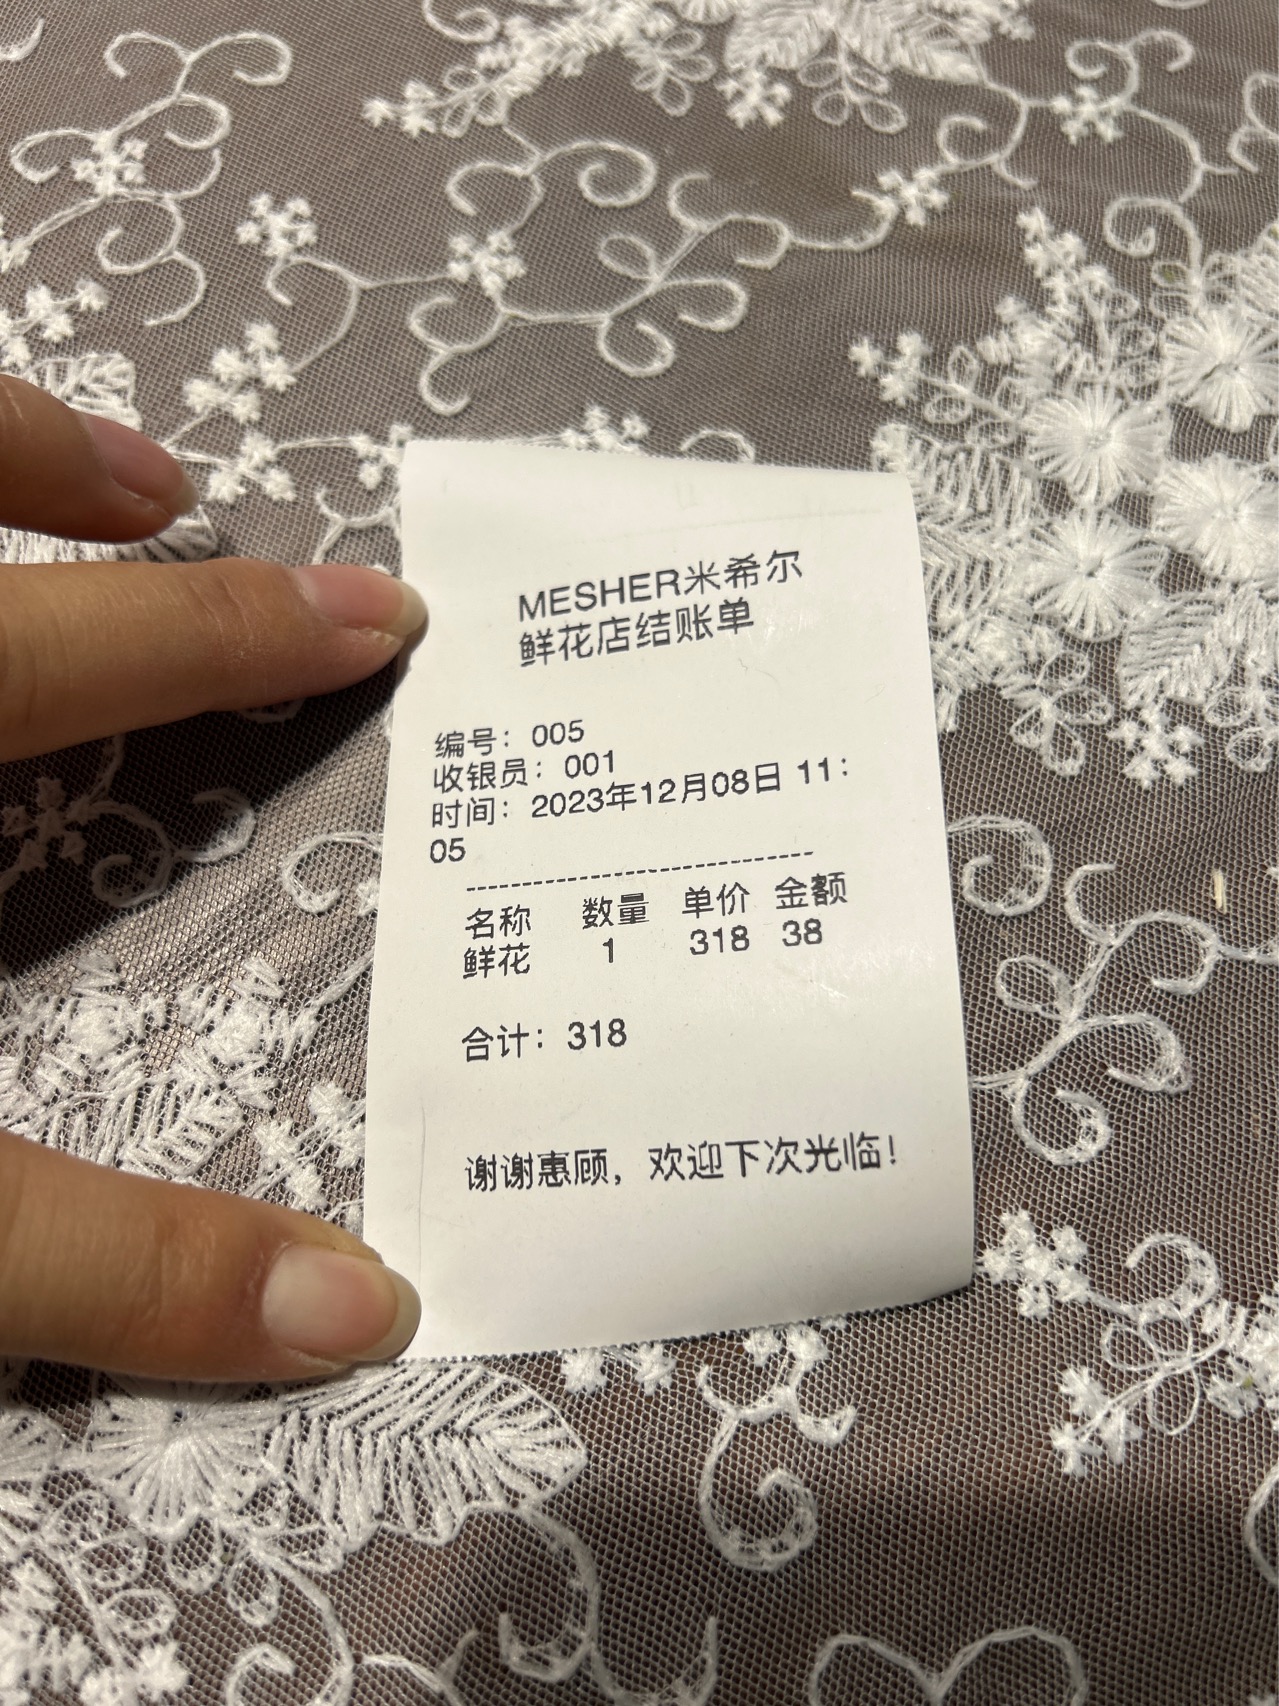 MESHER米希尔
鲜花店结账单
编号：005
收银员：001
时间：2023年12月08日 11：
05
名称 数量 单价 金额
鲜花 1 318 38
合计：318
谢谢惠顾，欢迎下次光临！